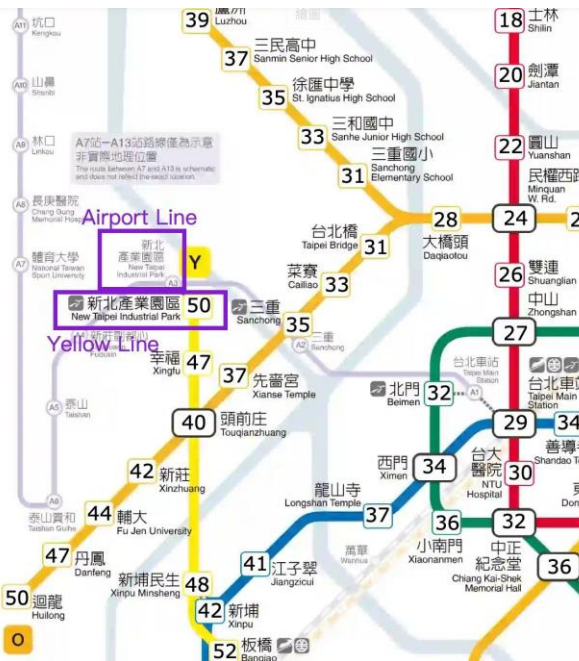 A11 坑口
Kengkou
A10 山鼻
Shanbi
A9 林口
Linkou
A7站－A13站路線僅為示意
非實際地理位置
The route between A7 and A13 is schematic
and does not reflect the exact location.
A8 長庚醫院
Chang Gung
Memorial Hosp
A7 體育大學
National Taiwan
Sport University
Airport Line
新北
產業園區
New Taipei
Industrial Park
A3
Y
新北產業園區 50
New Taipei Industrial Park
Yellow Line
A5 泰山
Taishan
A6
泰山貴和
Taishan Guihe
39 蘆洲
Luzhou
37 三民高中
Sanmin Senior High School
35 徐匯中學
St. Ignatius High School
33 三和國中
Sanhe Junior High School
31 三重國小
Sanchong
Elementary School
18 士林
Shilin
20 劍潭
Jiantan
22 圓山
Yuanshan
民權西路
Minquan
W. Rd.
24
28 大橋頭
Daqiaotou
台北橋 31
Taipei Bridge
菜寮 33
Cailiao
三重 35
Sanchong
A2 三重
Sanchong
26 雙連
Shuanglian
中山
Zhongshan
27
幸福 47
Xingfu
37 先嗇宮
Xianse Temple
40 頭前庄
Touqianzhuang
42 新莊
Xinzhuang
44 輔大
Fu Jen University
47 丹鳳
Danfeng
50 迴龍
Huilong
O
台北車站
Taipei Main
Station
A1
北門 32
Beimen
台北車站
Taipei Main
Station
29
34
善導
Shandao Te
西門 34
Ximen
台大
醫院 30
NTU
Hospital
龍山寺
Longshan Temple
37
萬華
Wanhua
36 小南門
Xiaonanmen
32
中正
紀念堂
Chiang Kai-Shek
Memorial Hall
Don
36
41 江子翠
Jiangzicui
新埔民生 48
Xinpu Minsheng
42 新埔
Xinpu
52 板橋
Banqiao